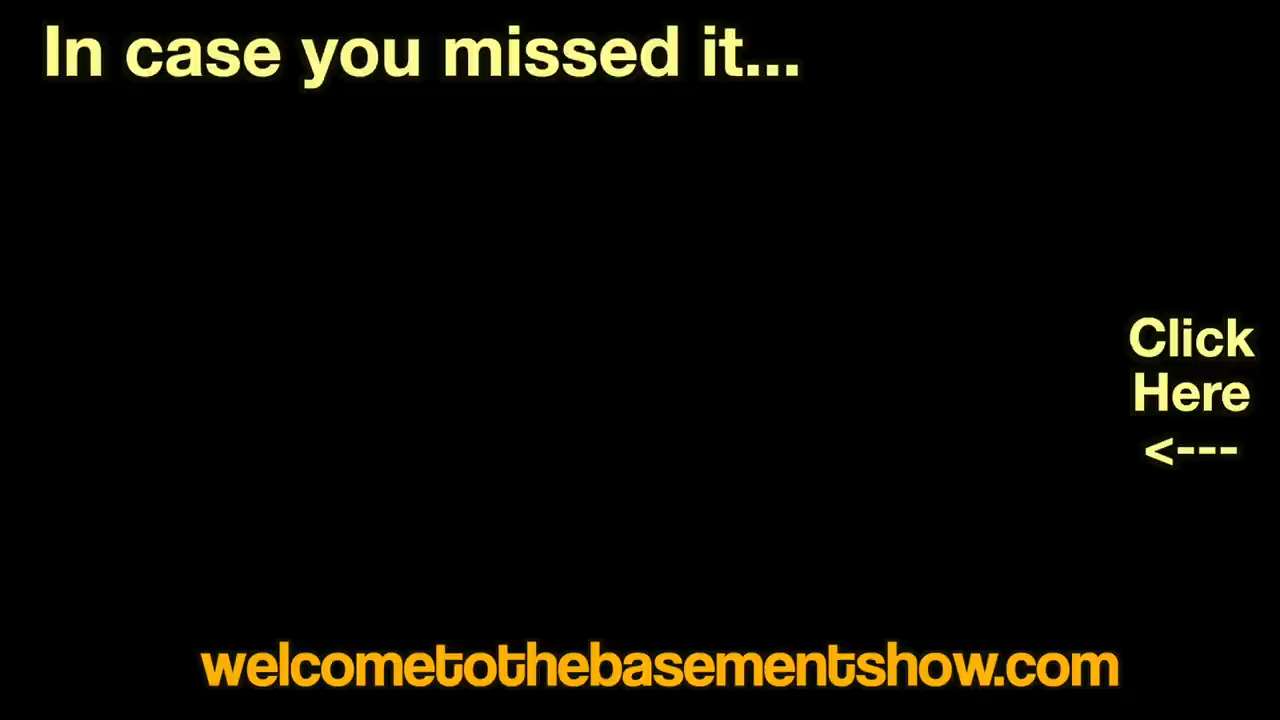 In case you missed it...
Click
Here
<---
welcometothebasementshow.com